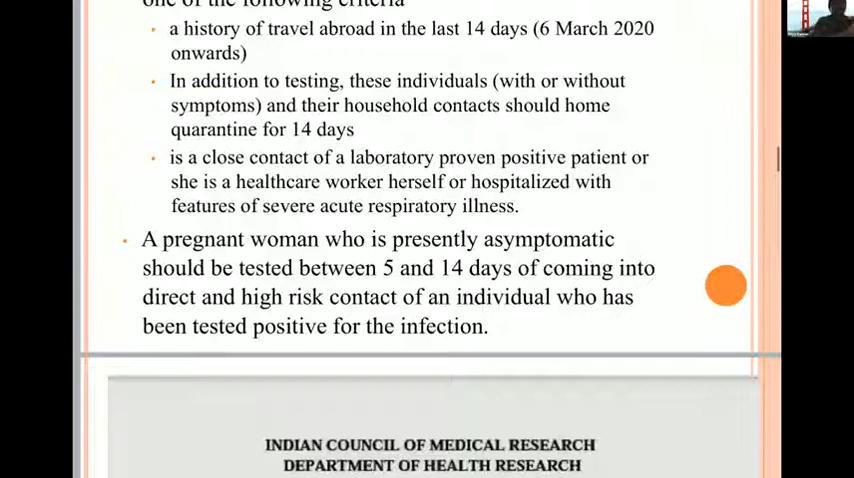 one of the following criteria
• a history of travel abroad in the last 14 days (6 March 2020
onwards)
• In addition to testing, these individuals (with or without
symptoms) and their household contacts should home
quarantine for 14 days
• is a close contact of a laboratory proven positive patient or
she is a healthcare worker herself or hospitalized with
features of severe acute respiratory illness.
• A pregnant woman who is presently asymptomatic
should be tested between 5 and 14 days of coming into
direct and high risk contact of an individual who has
been tested positive for the infection.
INDIAN COUNCIL OF MEDICAL RESEARCH
DEPARTMENT OF HEALTH RESEARCH